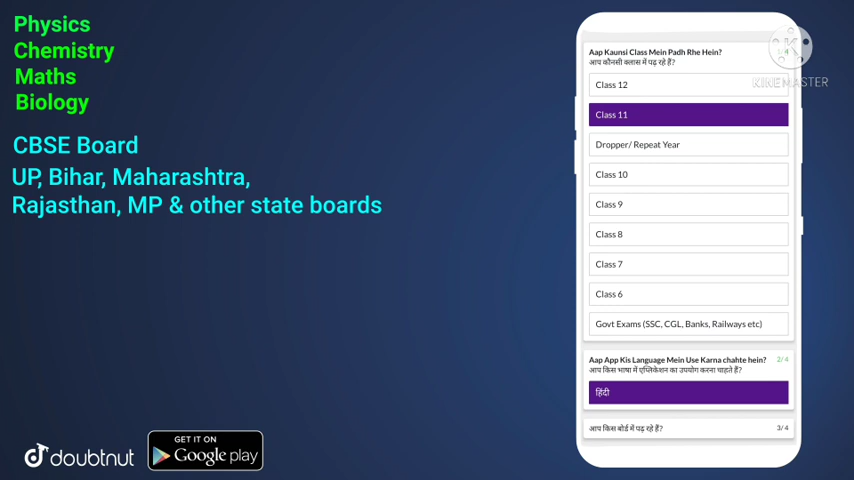 Physics
Chemistry
Maths
Biology
CBSE Board
UP, Bihar, Maharashtra,
Rajasthan, MP & other state boards
doubtnut
GET IT ON
Google play
Aap Kaunsi Class Mein Padh Rhe Hein?
आप कौनसी क्लास में पढ़ रहे हैं?
KINEMASTER
Class 12
Class 11
Dropper/ Repeat Year
Class 10
Class 9
Class 8
Class 7
Class 6
Govt Exams (SSC, CGL, Banks, Railways etc)
Aap App Kis Language Mein Use Karna chahte hein? 2/4
आप किस भाषा में एप्लिकेशन का उपयोग करना चाहते हैं?
हिंदी
आप किस बोर्ड में पढ़ रहे हैं? 3/4